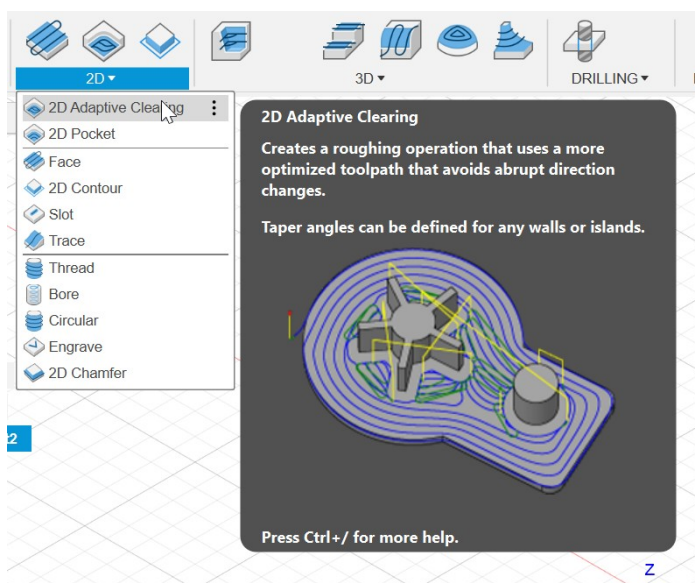 2D▾
3D▾
DRILLING▾
2D Adaptive Clearing
2D Pocket
Face
2D Contour
Slot
Trace
Thread
Bore
Circular
Engrave
2D Chamfer
2D Adaptive Clearing
Creates a roughing operation that uses a more
optimized toolpath that avoids abrupt direction
changes.
Taper angles can be defined for any walls or islands.
Press Ctrl+/ for more help.
Z